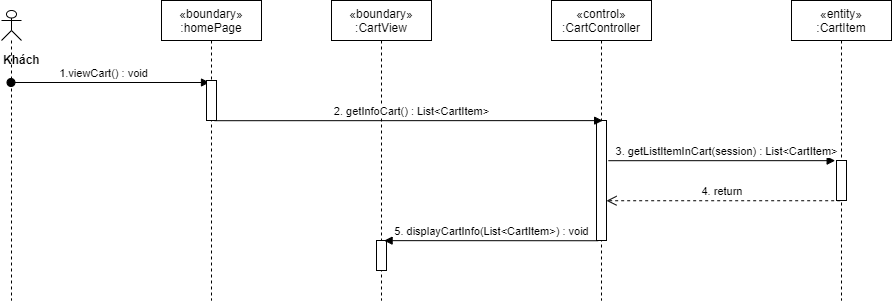 «boundary»
:homePage
«boundary»
:CartView
«control»
:CartController
«entity»
:CartItem
Khách
1.viewCart() : void
2. getInfoCart() : List<CartItem>
3. getListItemInCart(session) : List<CartItem>
4. return
5. displayCartInfo(List<CartItem>) : void